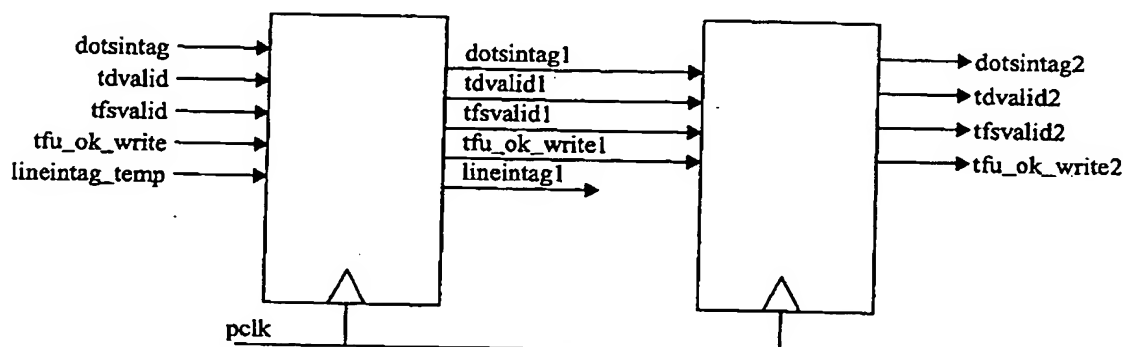 dotsintag
tdvalid
tfsvalid
tfu_ok_write
lineintag_temp
dotsintag1
tdvalid1
tfsvalid1
tfu_ok_write1
lineintag1
dotsintag2
tdvalid2
tfsvalid2
tfu_ok_write2
pclk